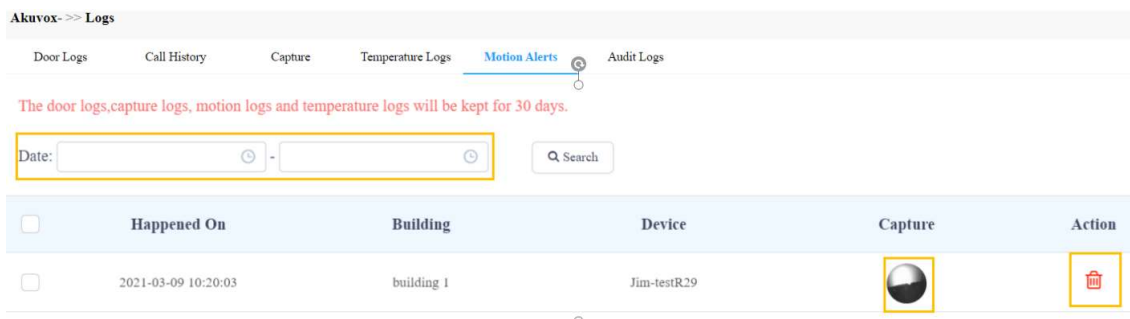 Akuvox- >> Logs
Door Logs Call History Capture Temperature Logs Motion Alerts Audit Logs
The door logs,capture logs, motion logs and temperature logs will be kept for 30 days.
Date: - Search
Happened On Building Device Capture Action
2021-03-09 10:20:03 building 1 Jim-testR29